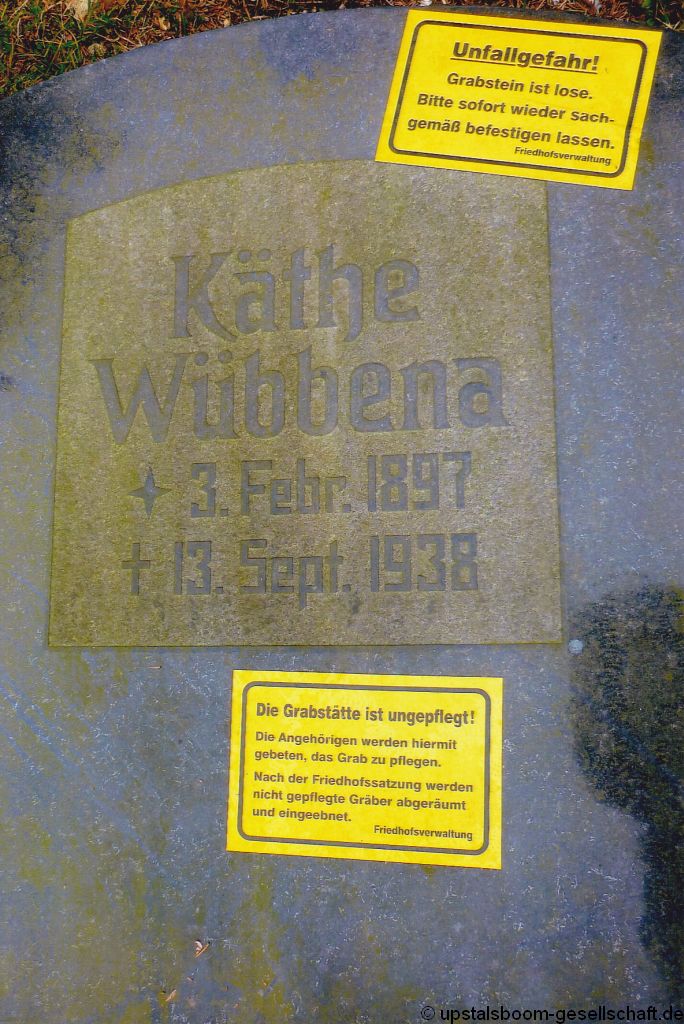 Unfallgefahr!
Grabstein ist lose.
Bitte sofort wieder sach-
gemäß befestigen lassen.
Friedhofsverwaltung
Käthe
Wübbena
✦ 3. Febr. 1897
† 13. Sept. 1938
Die Grabstätte ist ungepflegt!
Die Angehörigen werden hiermit
gebeten, das Grab zu pflegen.
Nach der Friedhofssatzung werden
nicht gepflegte Gräber abgeräumt
und eingeebnet.
Friedhofsverwaltung
© upstalsboom-gesellschaft.de